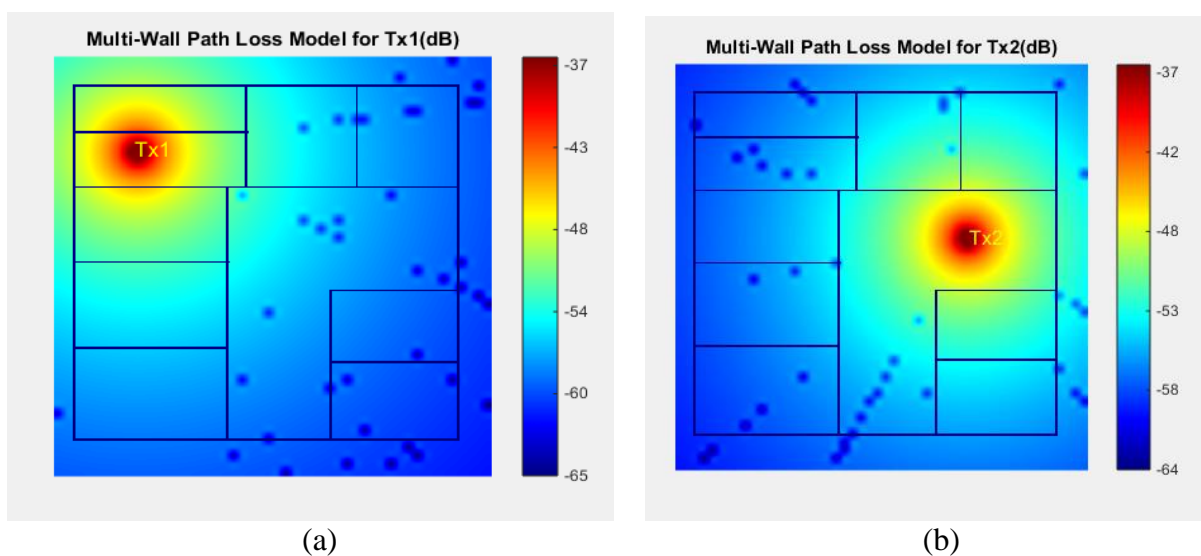 Multi-Wall Path Loss Model for Tx1(dB)
Tx1
-37
-43
-48
-54
-60
-65
(a)
Multi-Wall Path Loss Model for Tx2(dB)
Tx2
-37
-42
-48
-53
-58
-64
(b)